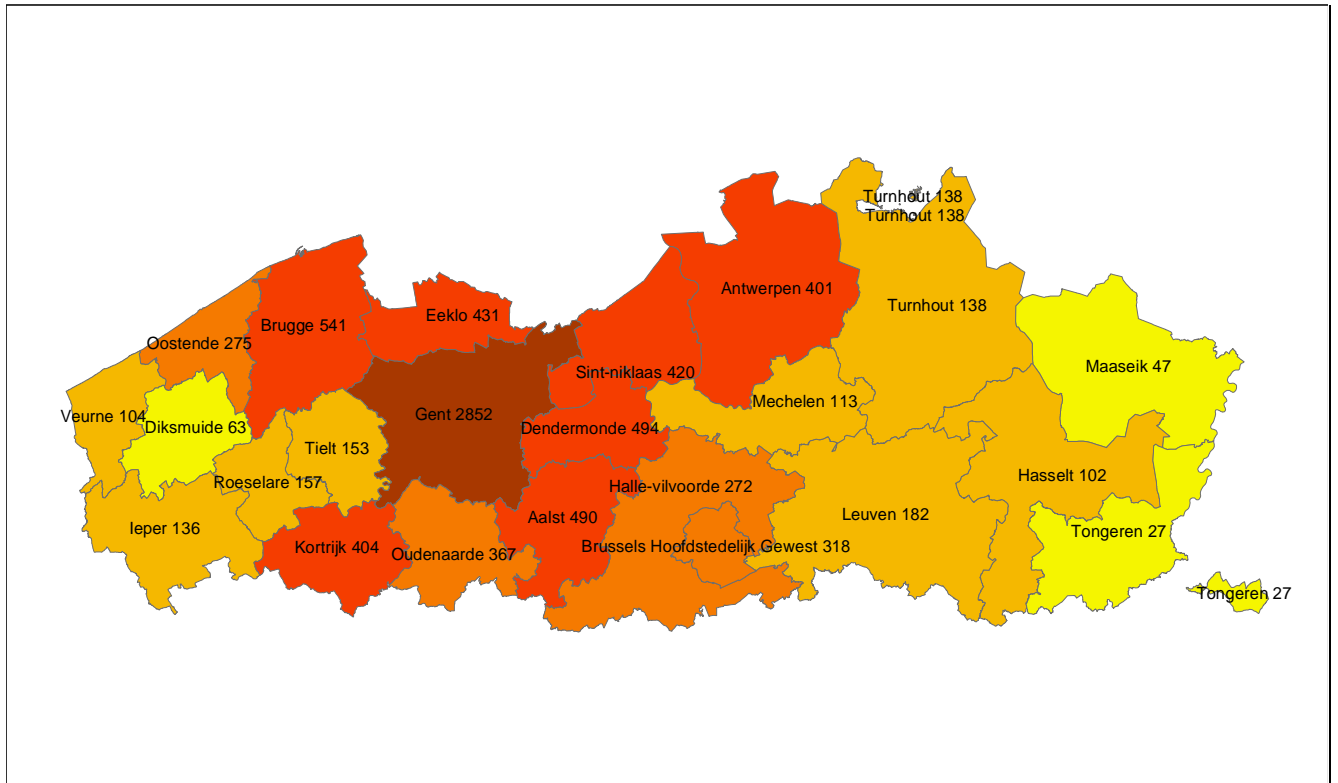 Turnhout 138
Turnhout 138
Antwerpen 401
Turnhout 138
Eeklo 431
Brugge 541
Oostende 275
Maaseik 47
Sint-niklaas 420
Mechelen 113
Veurne 104
Gent 2852
Diksmuide 63
Dendermonde 494
Tielt 153
Hasselt 102
Roeselare 157
Halle-vilvoorde 272
Leuven 182
Aalst 490
Ieper 136
Tongeren 27
Kortrijk 404
Brussels Hoofdstedelijk Gewest 318
Oudenaarde 367
Tongeren 27